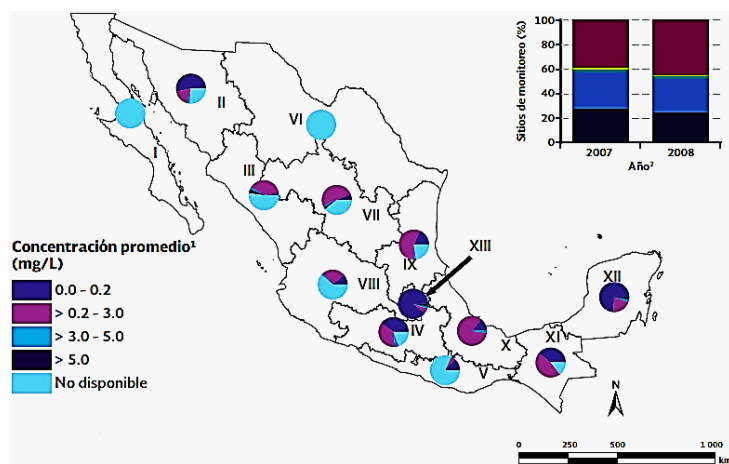 100
80
60
40
20
0
Sitios de monitoreo (%)
2007
2008
Año²
I
II
III
VI
VII
VIII
IX
XIII
IV
V
X
XI
XII
Concentración promedio¹
(mg/L)
0.0 - 0.2
> 0.2 - 3.0
> 3.0 - 5.0
> 5.0
No disponible
N
0
250
500
1 000
km